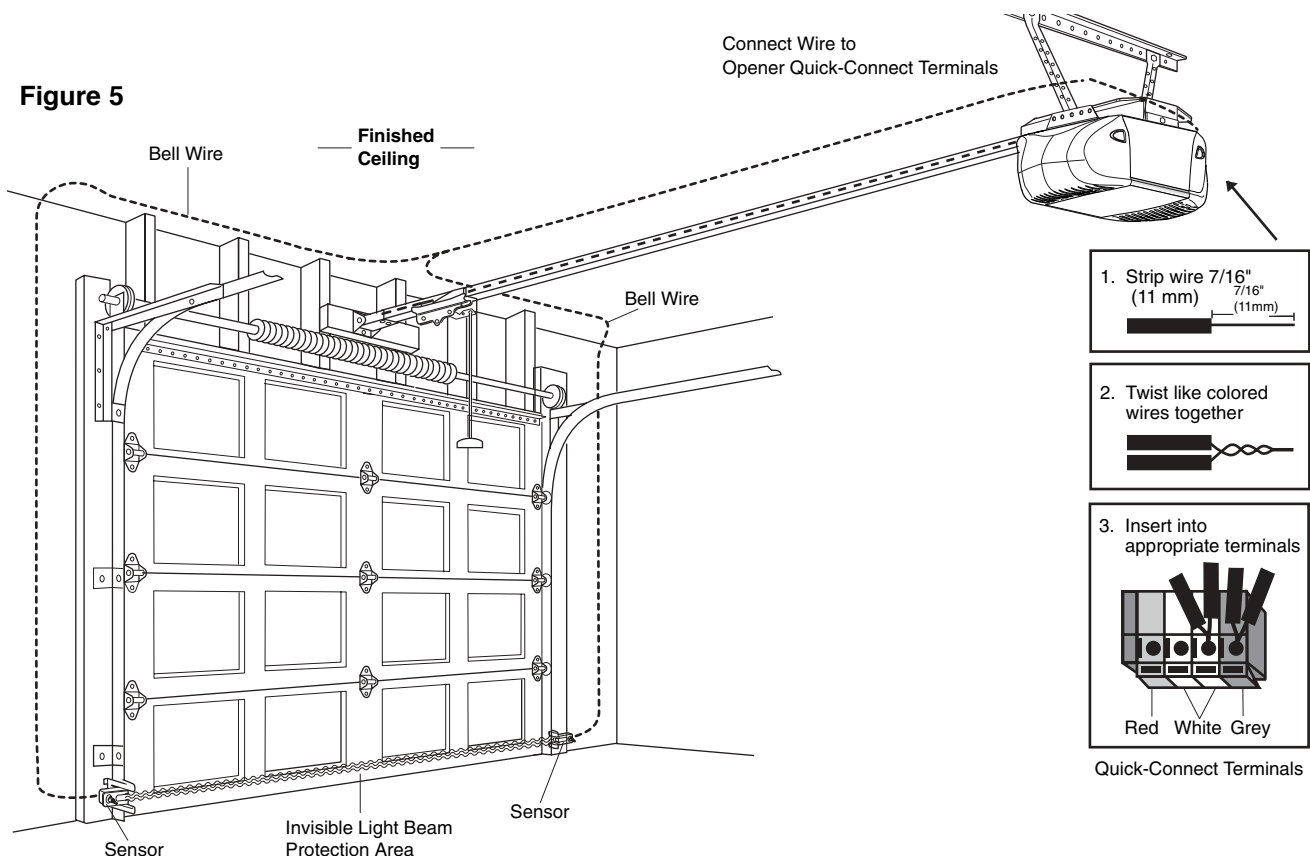 Connect Wire to
Opener Quick-Connect Terminals
Figure 5
Finished
Ceiling
Bell Wire
Bell Wire
1. Strip wire 7/16"
(11 mm)
7/16"
(11mm)
2. Twist like colored
wires together
3. Insert into
appropriate terminals
Red White Grey
Quick-Connect Terminals
Sensor
Invisible Light Beam
Protection Area
Sensor